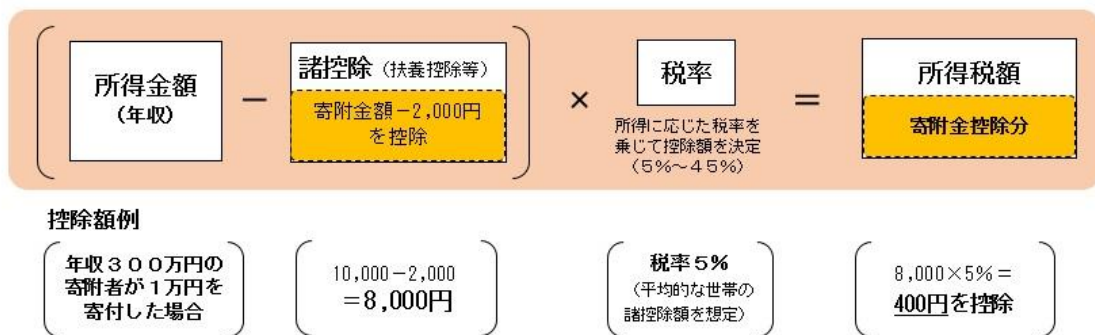 所得金額
(年収)
−
諸控除（扶養控除等）
寄附金額−2,000円
を控除
×
税率
所得に応じた税率を
乗じて控除額を決定
(5%～45%)
＝
所得税額
寄附金控除分
控除額例
年収３００万円の
寄附者が１万円を
寄付した場合
10,000−2,000
＝8,000円
税率5%
（平均的な世帯の
諸控除額を想定）
8,000×5%＝
400円を控除